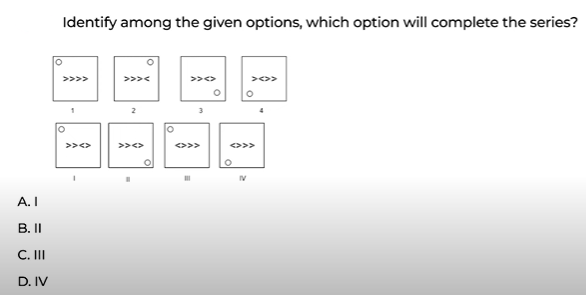 Identify among the given options, which option will complete the series?
>>>> >>>< >><> ><>>
1 2 3 4
>><> >><> <>>> <>>>
I II III IV
A. I
B. II
C. III
D. IV